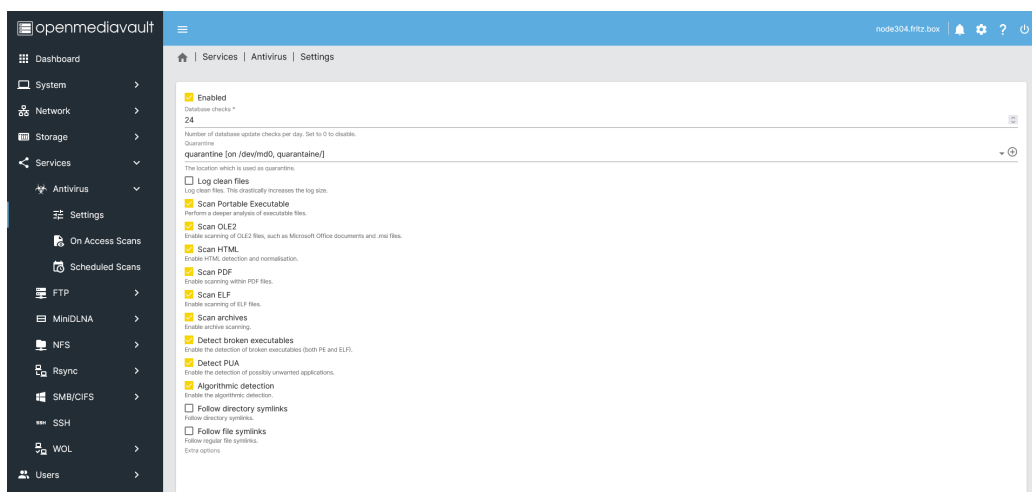 openmediavault
node304.fritz.box
Dashboard
System
Network
Storage
Services
Antivirus
Settings
On Access Scans
Scheduled Scans
FTP
MiniDLNA
NFS
Rsync
SMB/CIFS
SSH
SSH
WOL
Users
| Services | Antivirus | Settings
Enabled
Database checks *
24
Number of database update checks per day. Set to 0 to disable.
Quarantine
quarantine [on /dev/md0, quarantaine/]
The location which is used as quarantine.
Log clean files
Log clean files. This drastically increases the log size.
Scan Portable Executable
Perform a deeper analysis of executable files.
Scan OLE2
Enable scanning of OLE2 files, such as Microsoft Office documents and .msi files.
Scan HTML
Enable HTML detection and normalisation.
Scan PDF
Enable scanning within PDF files.
Scan ELF
Enable scanning of ELF files.
Scan archives
Enable archive scanning.
Detect broken executables
Enable the detection of broken executables (both PE and ELF).
Detect PUA
Enable the detection of possibly unwanted applications.
Algorithmic detection
Enable the algorithmic detection.
Follow directory symlinks
Follow directory symlinks.
Follow file symlinks
Follow regular file symlinks.
Extra options